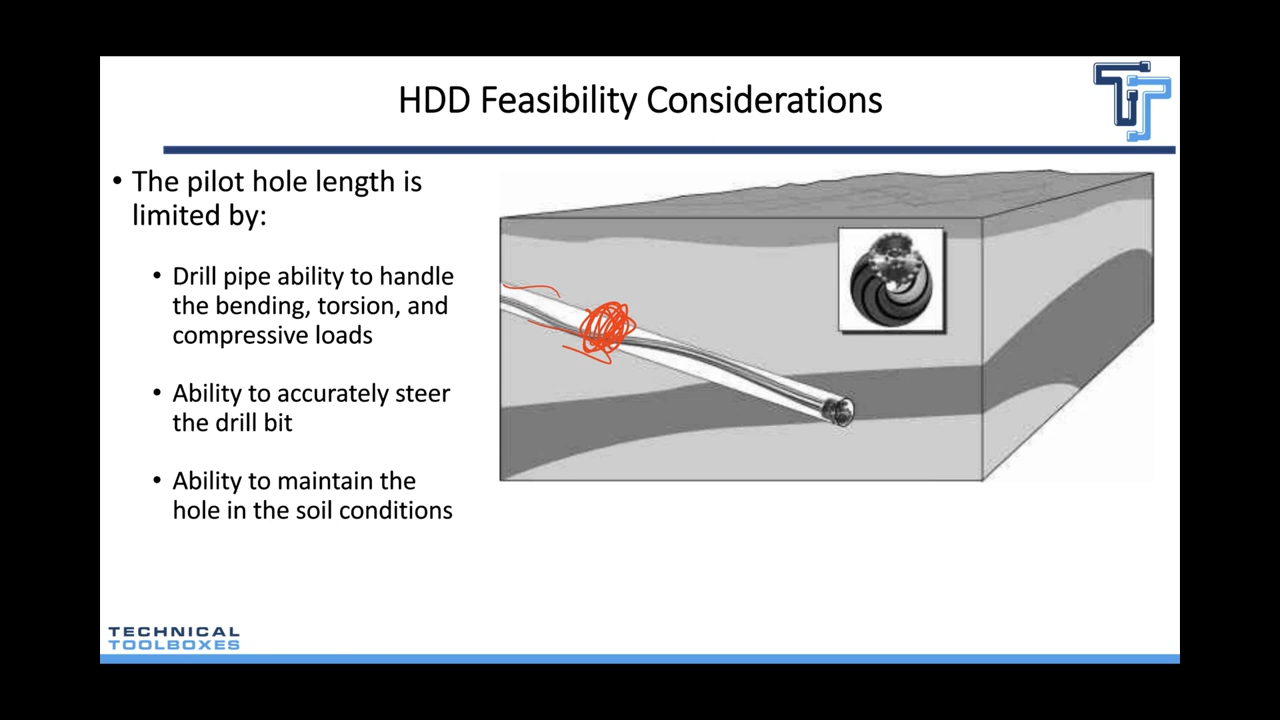 HDD Feasibility Considerations
• The pilot hole length is
limited by:
• Drill pipe ability to handle
the bending, torsion, and
compressive loads
• Ability to accurately steer
the drill bit
• Ability to maintain the
hole in the soil conditions
TECHNICAL
TOOLBOXES